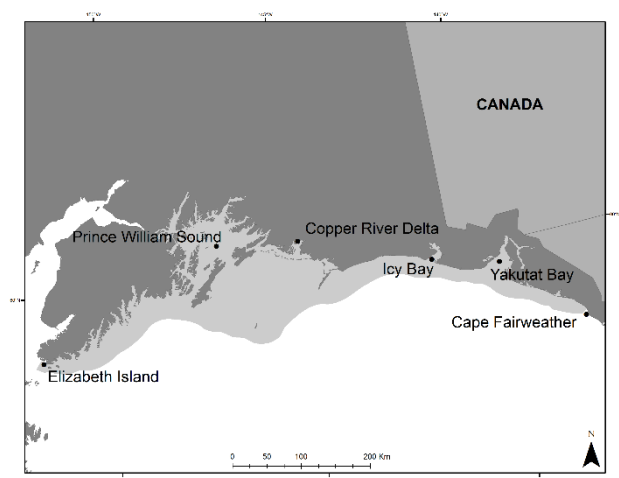 CANADA
Prince William Sound
Copper River Delta
Icy Bay
Yakutat Bay
Cape Fairweather
Elizabeth Island
N
0 50 100 200 Km